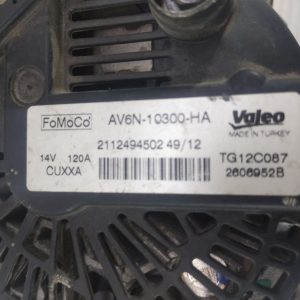 FoMoCo AV6N-10300-HA Valeo
MADE IN TURKEY
2112494502 49/12
14V 120A TG12C087
CUXXA 2606952B